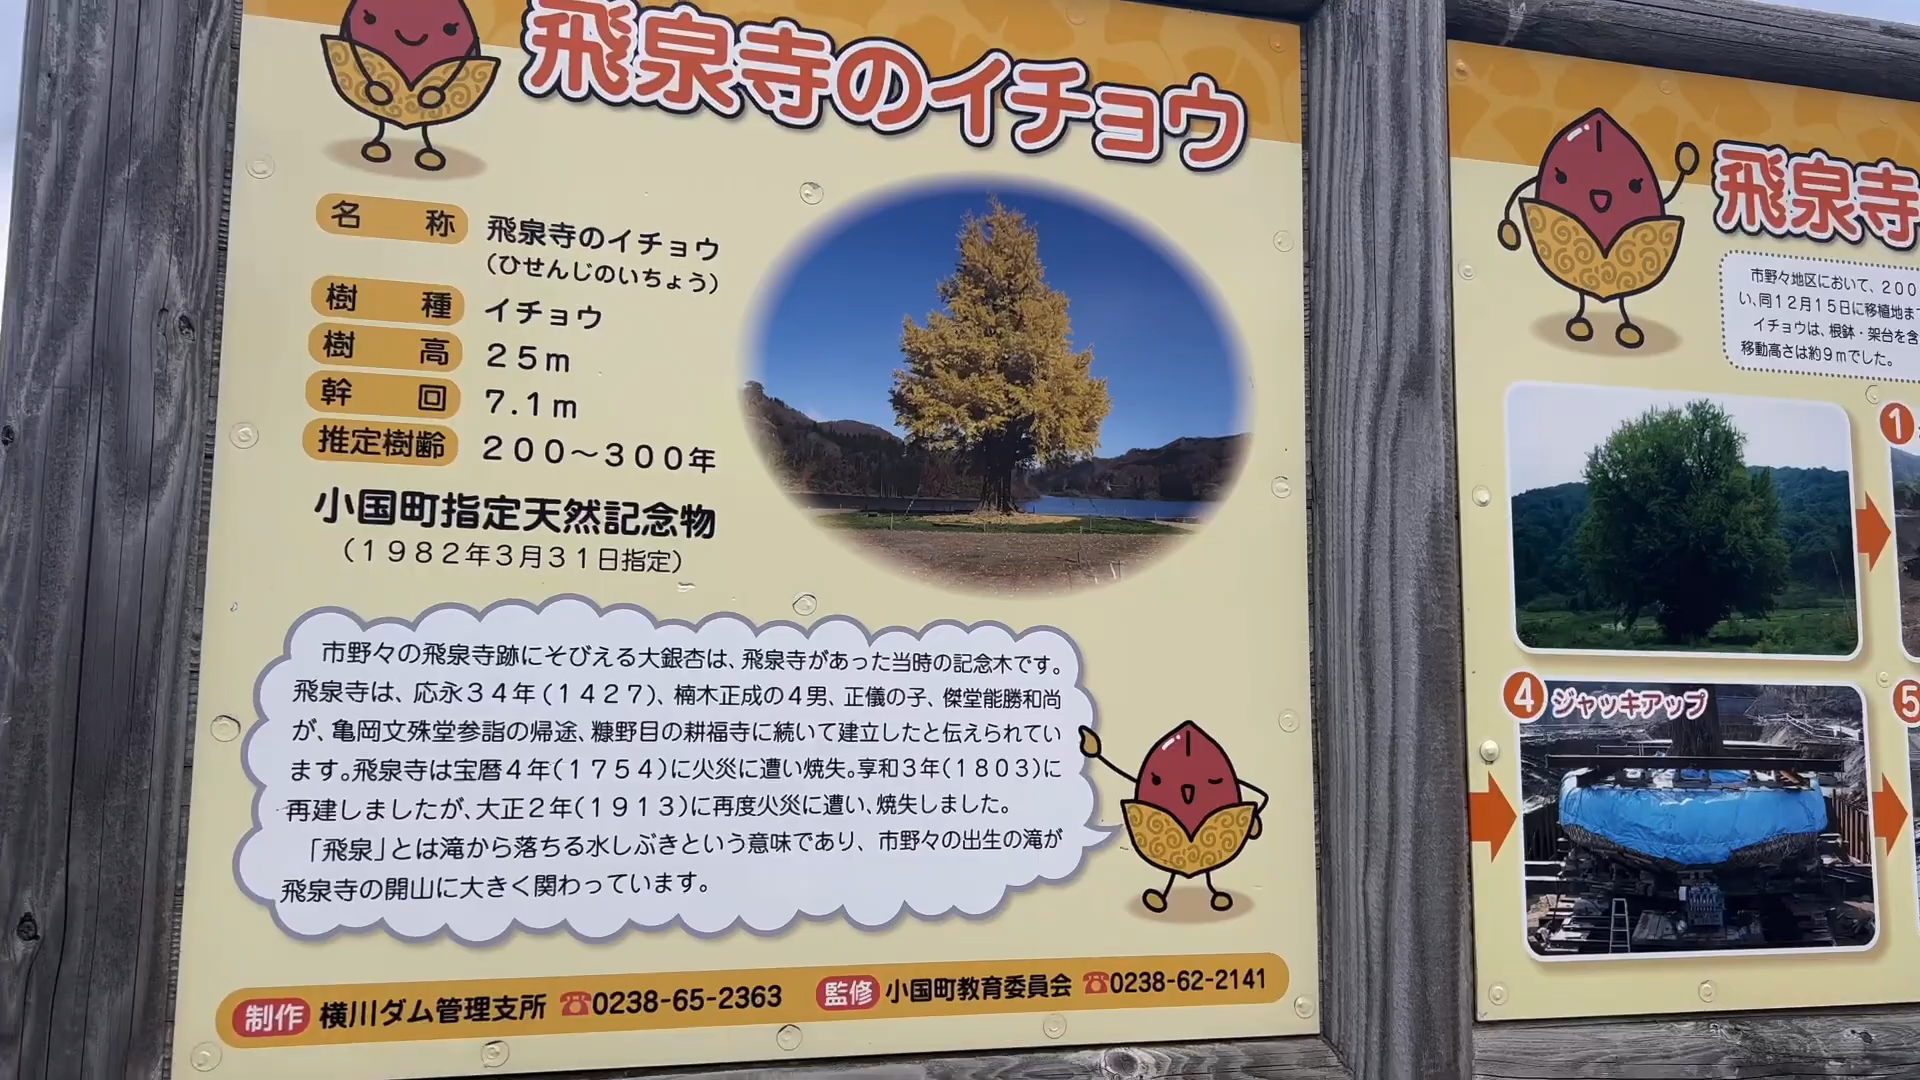 飛泉寺のイチョウ
名称 飛泉寺のイチョウ
(ひせんじのいちょう)
樹種 イチョウ
樹高 25m
幹回 7.1m
推定樹齢 200~300年
小国町指定天然記念物
(1982年3月31日指定)
市野々の飛泉寺跡にそびえる大銀杏は、飛泉寺があった当時の記念木です。
飛泉寺は、応永34年(1427)、楠木正成の4男、正儀の子、傑堂能勝和尚
が、亀岡文殊堂参詣の帰途、糠野目の耕福寺に続いて建立したと伝えられてい
ます。飛泉寺は宝暦4年(1754)に火災に遭い焼失。享和3年(1803)に
再建しましたが、大正2年(1913)に再度火災に遭い、焼失しました。
「飛泉」とは滝から落ちる水しぶきという意味であり、市野々の出生の滝が
飛泉寺の開山に大きく関わっています。
制作 横川ダム管理支所 ☎0238-65-2363 監修 小国町教育委員会 ☎0238-62-2141
飛泉寺
市野々地区において、200
い、同12月15日に移植地ま
イチョウは、根鉢・架台を含
移動高さは約9mでした。
1
4 ジャッキアップ
5